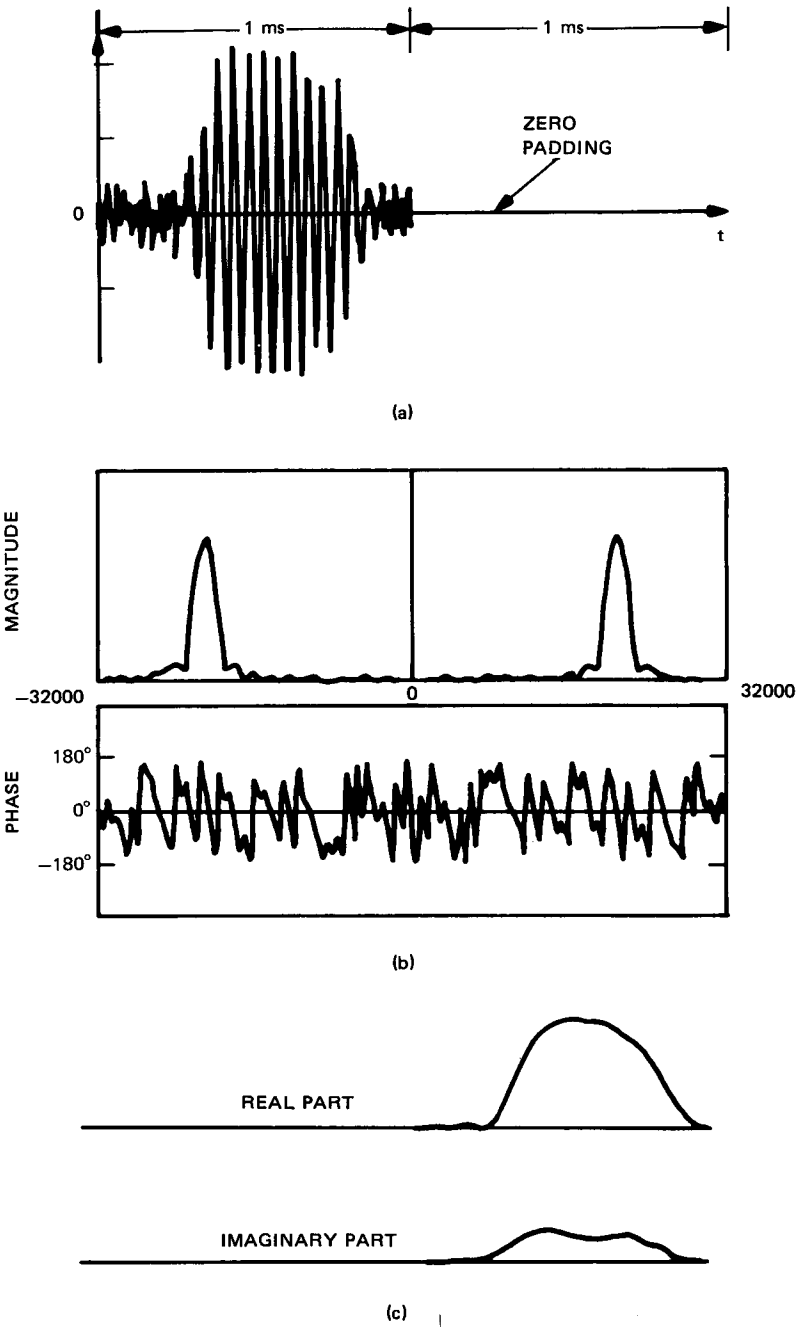 1 ms 1 ms
ZERO
PADDING
0
t
(a)
MAGNITUDE
−32000 0 32000
PHASE
180°
0°
−180°
(b)
REAL PART
IMAGINARY PART
(c)